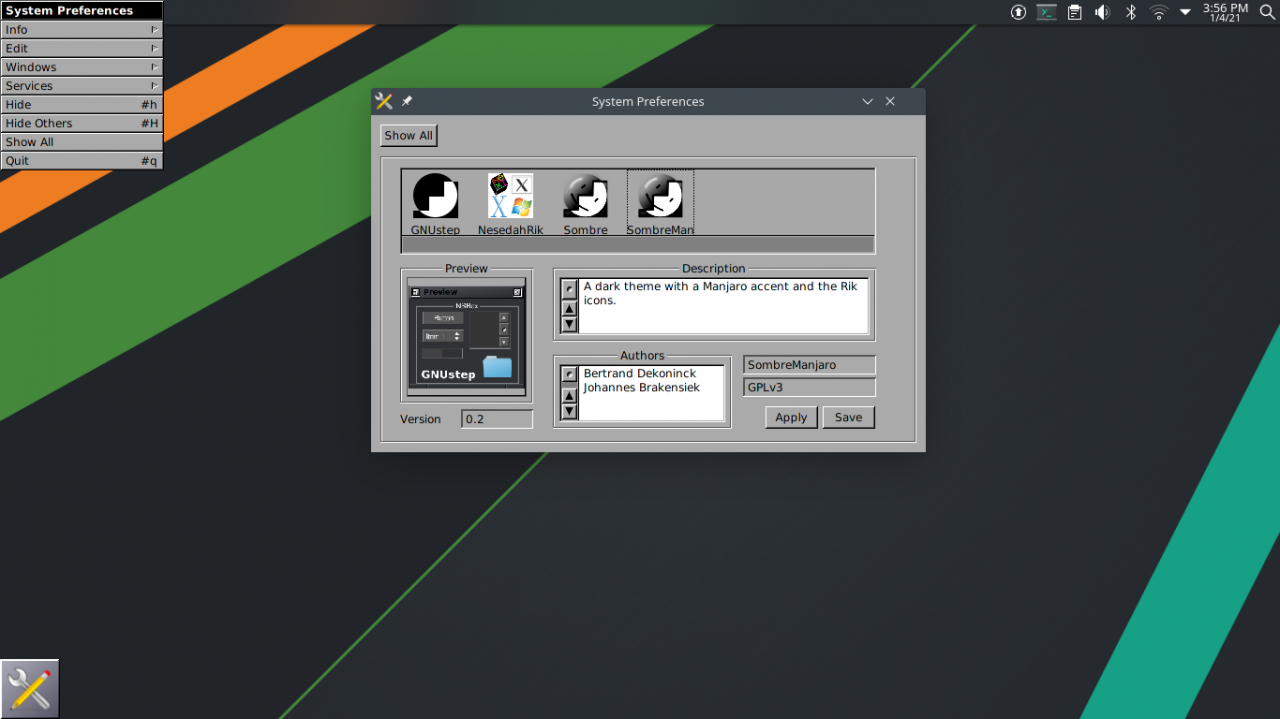 System Preferences
Info
Edit
Windows
Services
Hide #h
Hide Others #H
Show All
Quit #q
3:56 PM
1/4/21
System Preferences
Show All
GNUstep NesedahRik Sombre SombreMan
Preview
Preview
NSBox
Button
GNUstep
Version 0.2
Description
A dark theme with a Manjaro accent and the Rik
icons.
Authors
Bertrand Dekoninck
Johannes Brakensiek
SombreManjaro
GPLv3
Apply Save